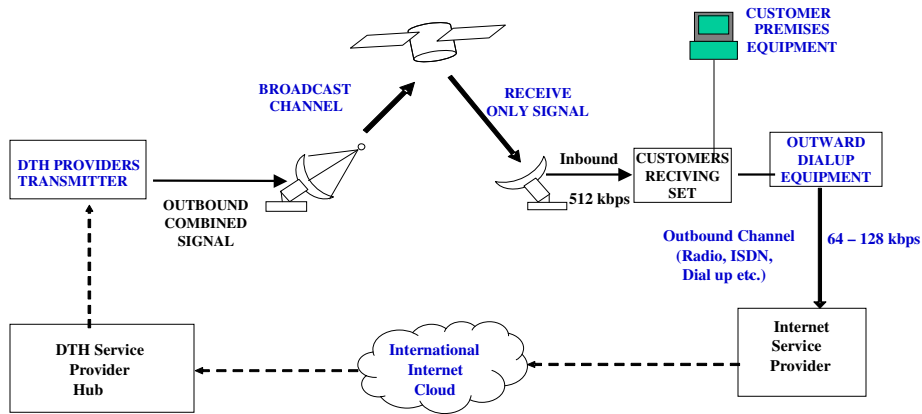 CUSTOMER
PREMISES
EQUIPMENT
BROADCAST
CHANNEL
RECEIVE
ONLY SIGNAL
DTH PROVIDERS
TRANSMITTER
OUTBOUND
COMBINED
SIGNAL
Inbound
512 kbps
CUSTOMERS
RECIVING
SET
OUTWARD
DIALUP
EQUIPMENT
Outbound Channel
(Radio, ISDN,
Dial up etc.)
64 – 128 kbps
DTH Service
Provider
Hub
International
Internet
Cloud
Internet
Service
Provider